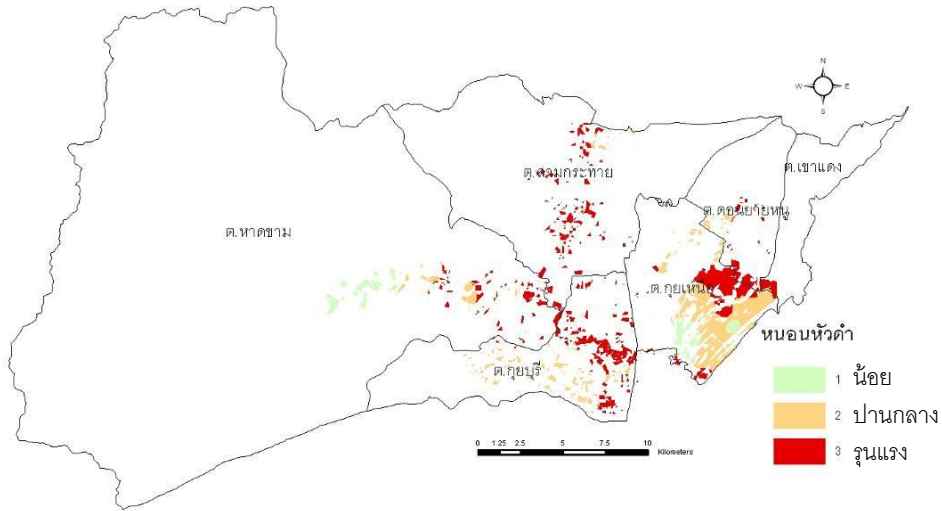 N
W E
S
ต.เขาแดง
ต.สามกระทาย
ต.ดอนยายหนู
ต.หาดขาม
ต.กุยเหนือ
หนอนหัวดำ
ต.กุยบุรี
1 น้อย
2 ปานกลาง
3 รุนแรง
0 1.25 2.5 5 7.5 10
Kilometers